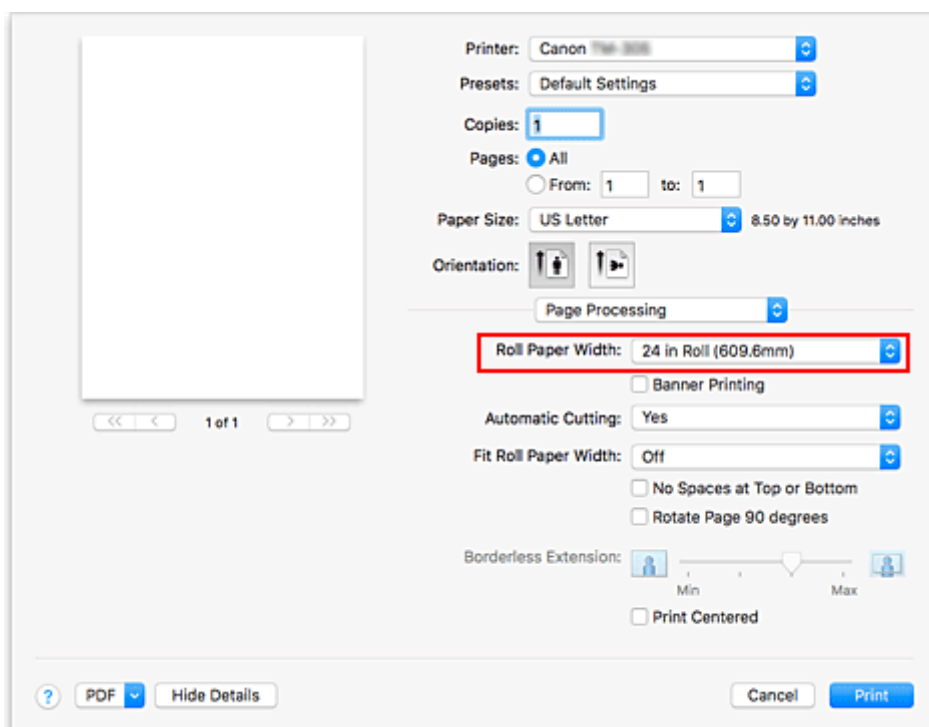 Printer: Canon
Presets: Default Settings
Copies: 1
Pages: All
From: 1 to: 1
Paper Size: US Letter 8.50 by 11.00 inches
Orientation:
Page Processing
Roll Paper Width: 24 in Roll (609.6mm)
Banner Printing
<< < 1 of 1 > >>
Automatic Cutting: Yes
Fit Roll Paper Width: Off
No Spaces at Top or Bottom
Rotate Page 90 degrees
Borderless Extension:
Min Max
Print Centered
? PDF Hide Details Cancel Print